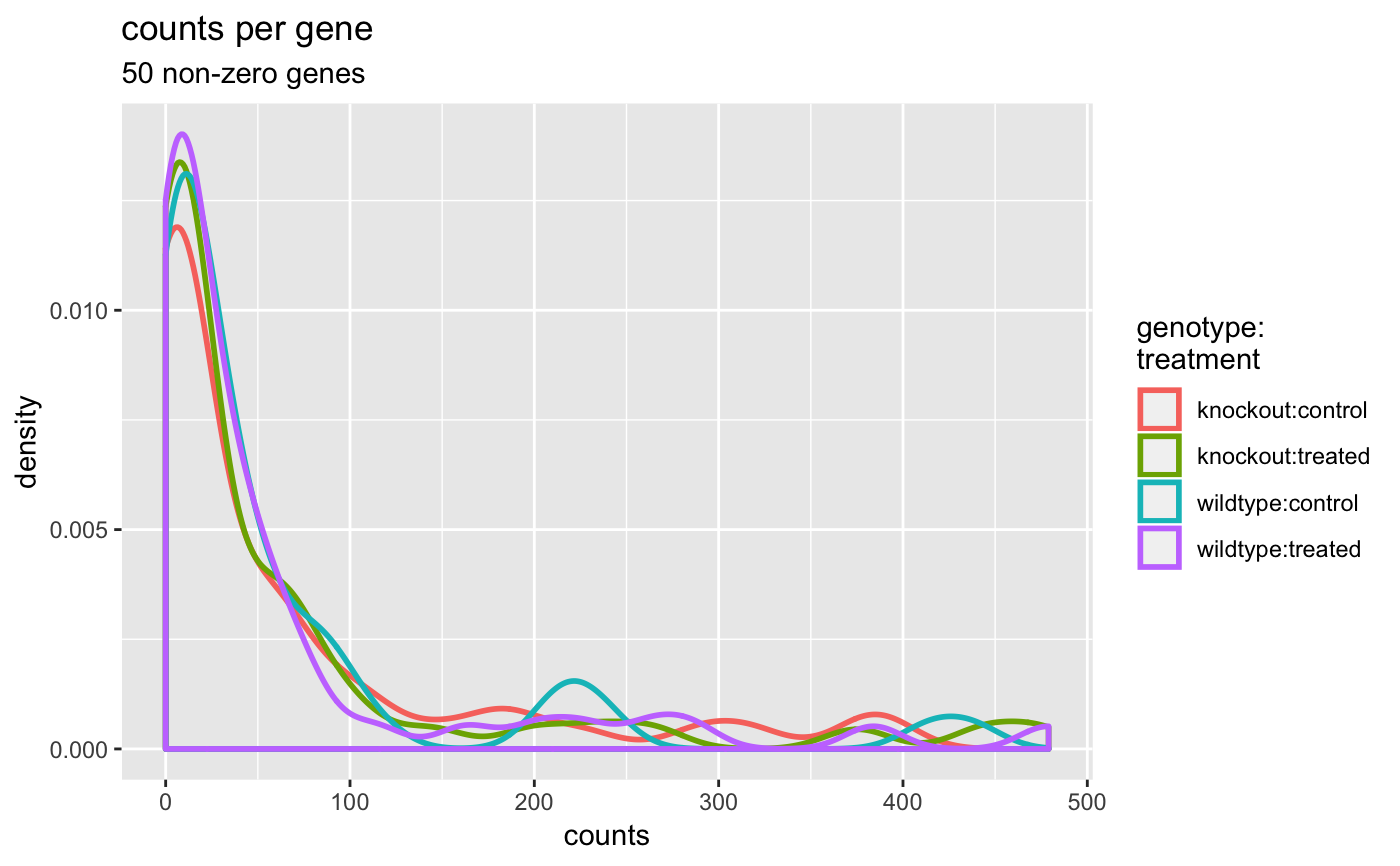 counts per gene
50 non-zero genes
density
0.010
0.005
0.000
0
100
200
300
400
500
counts
genotype:
treatment
knockout:control
knockout:treated
wildtype:control
wildtype:treated